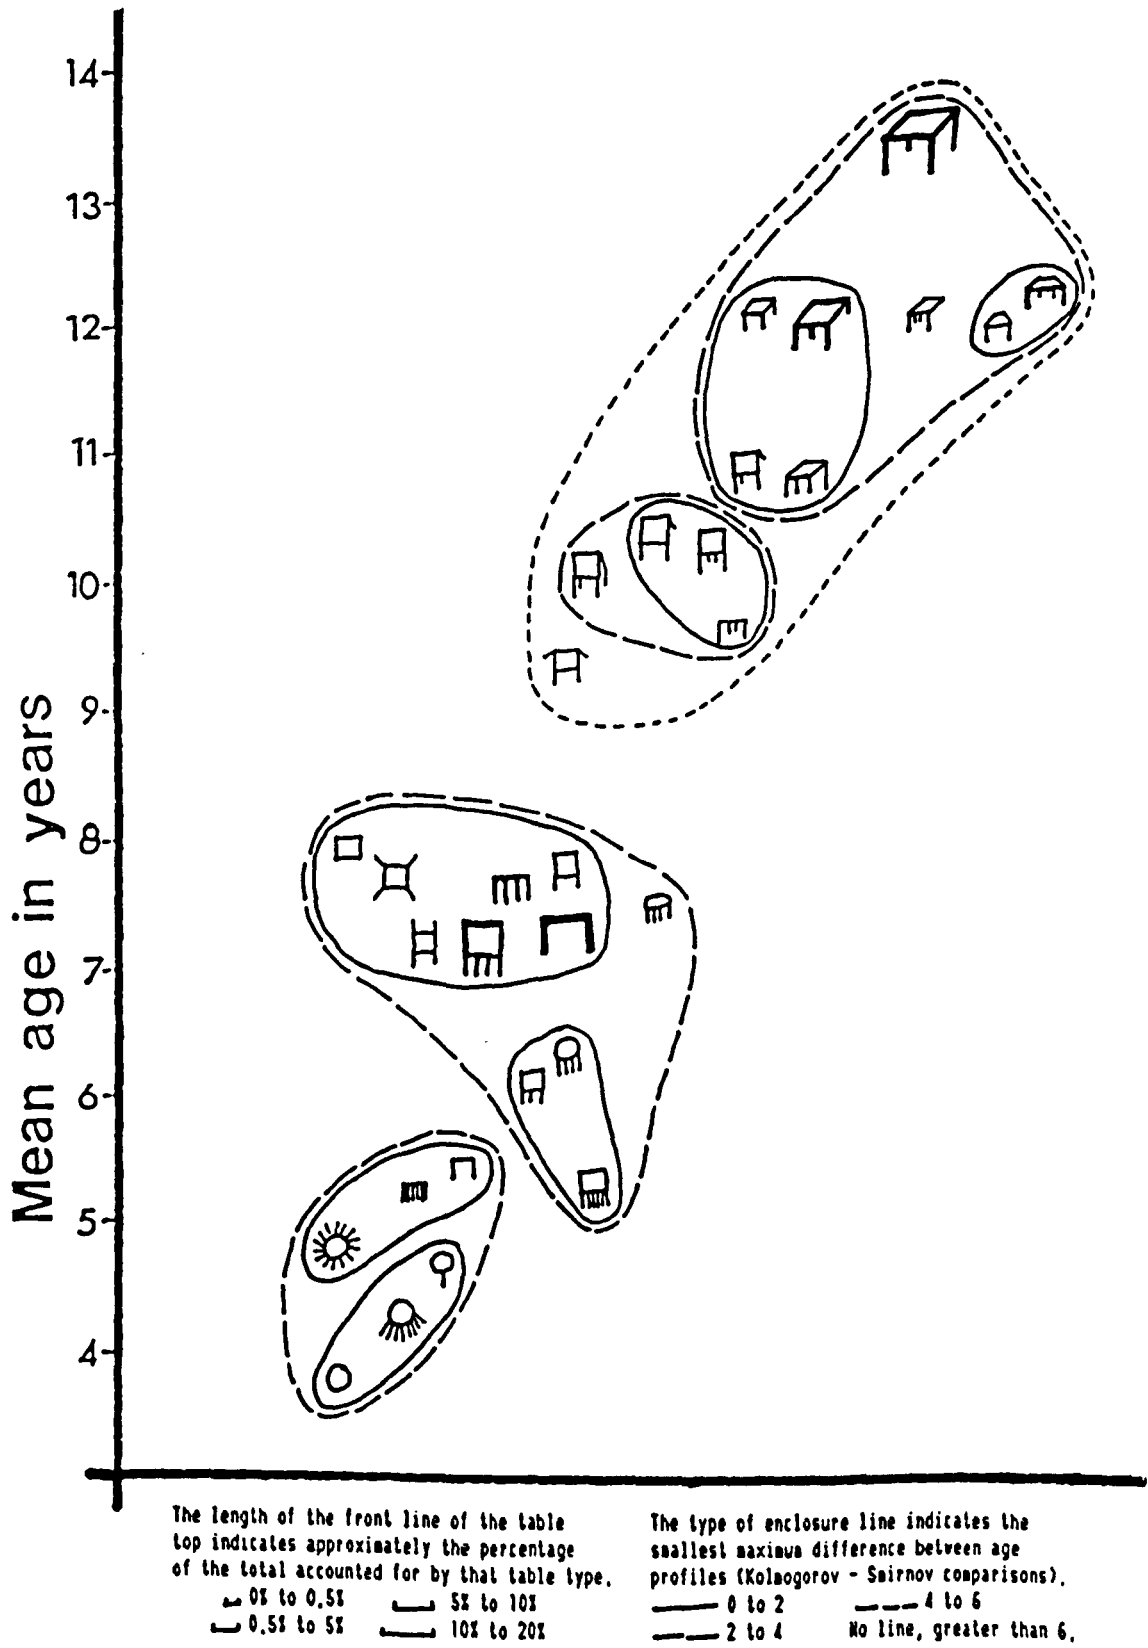 14
13
12
11
10
9
8
7
6
5
4
Mean age in years
The length of the front line of the table
top indicates approximately the percentage
of the total accounted for by that table type.
0% to 0.5% 5% to 10%
0.5% to 5% 10% to 20%
The type of enclosure line indicates the
smallest maximum difference between age
profiles (Kolmogorov - Smirnov comparisons).
0 to 2 4 to 6
2 to 4 No line, greater than 6.